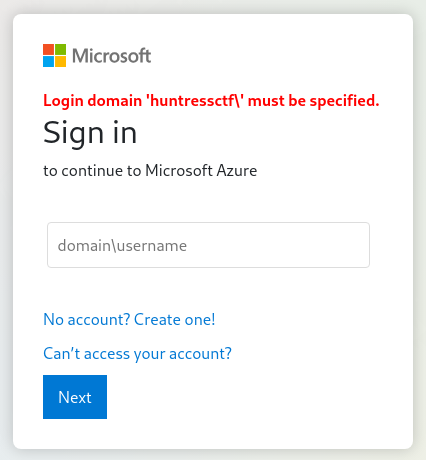 Microsoft
Login domain 'huntressctf\' must be specified.
Sign in
to continue to Microsoft Azure
domain\username
No account? Create one!
Can’t access your account?
Next